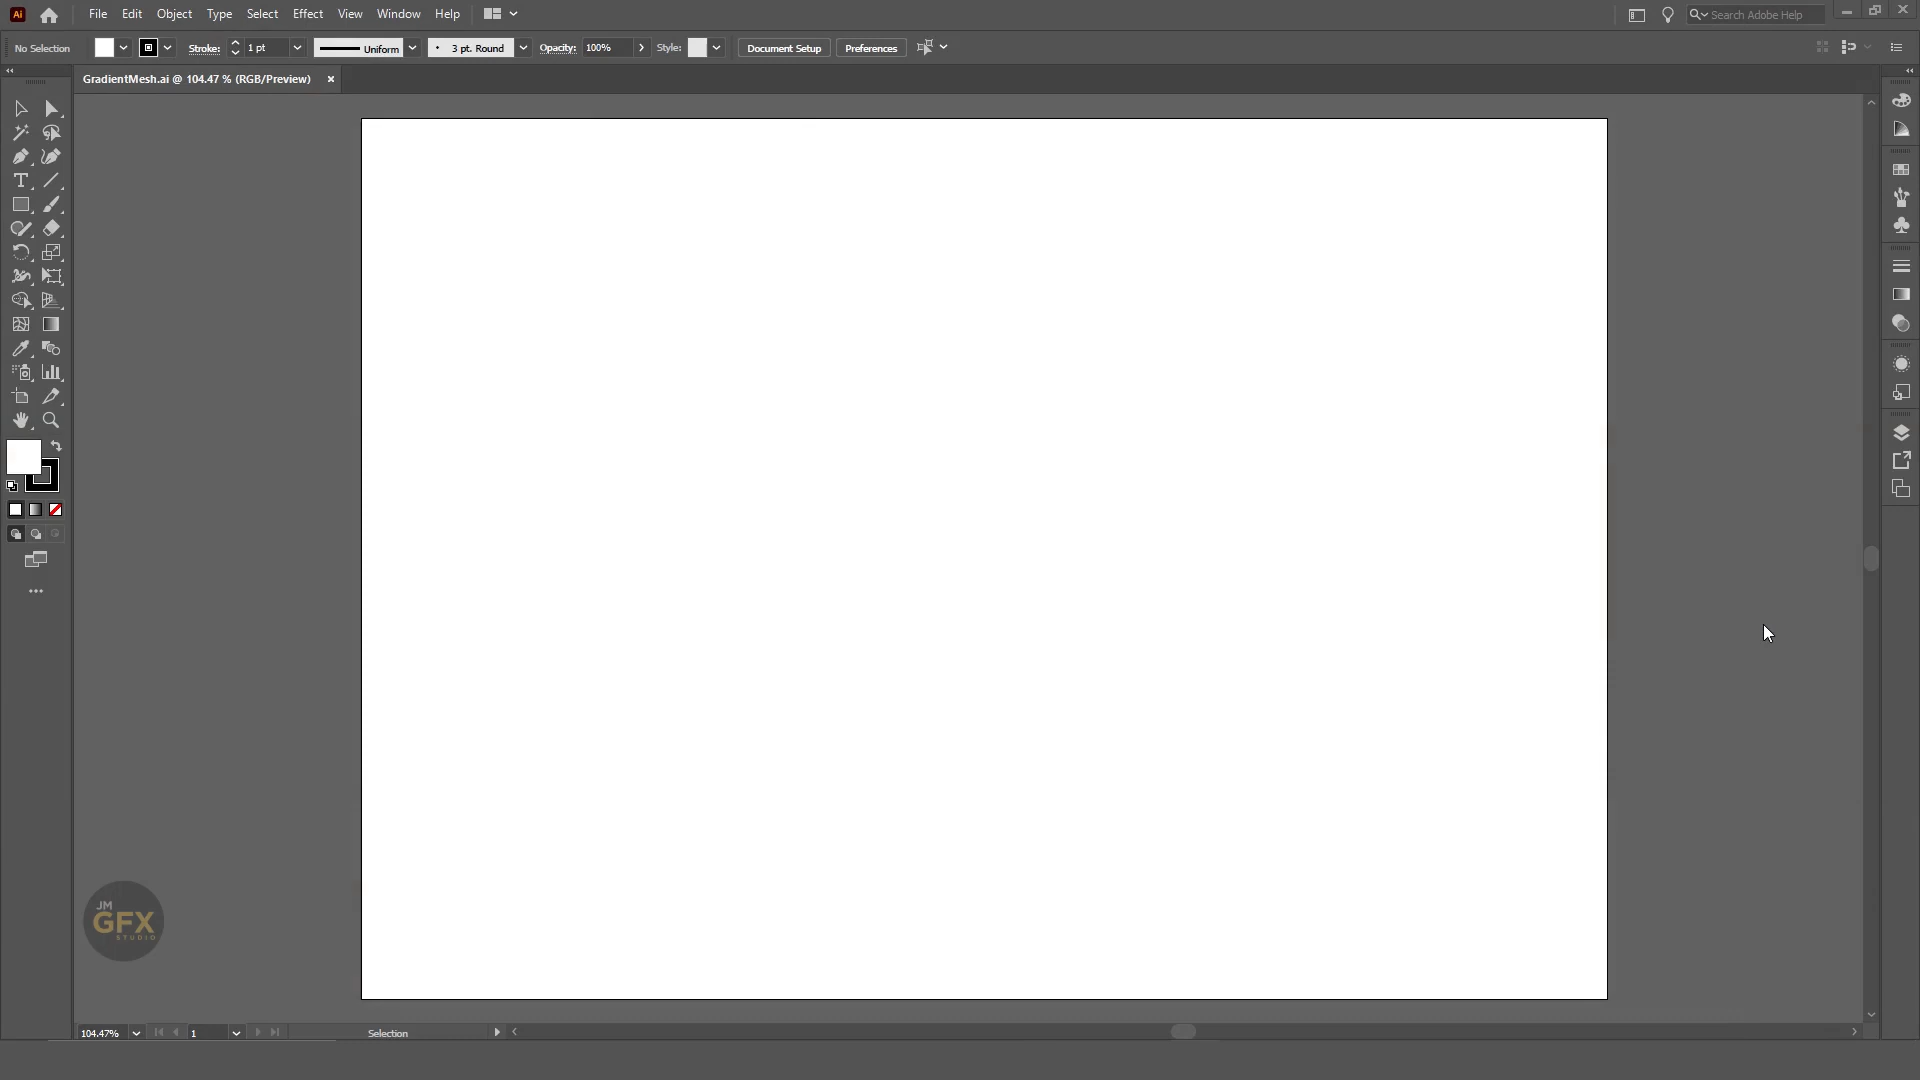 Ai File Edit Object Type Select Effect View Window Help Search Adobe Help
No Selection Stroke: 1 pt Uniform 3 pt. Round Opacity: 100% Style: Document Setup Preferences
GradientMesh.ai @ 104.47 % (RGB/Preview)
JM
GFX
STUDIO
104.47% 1 Selection